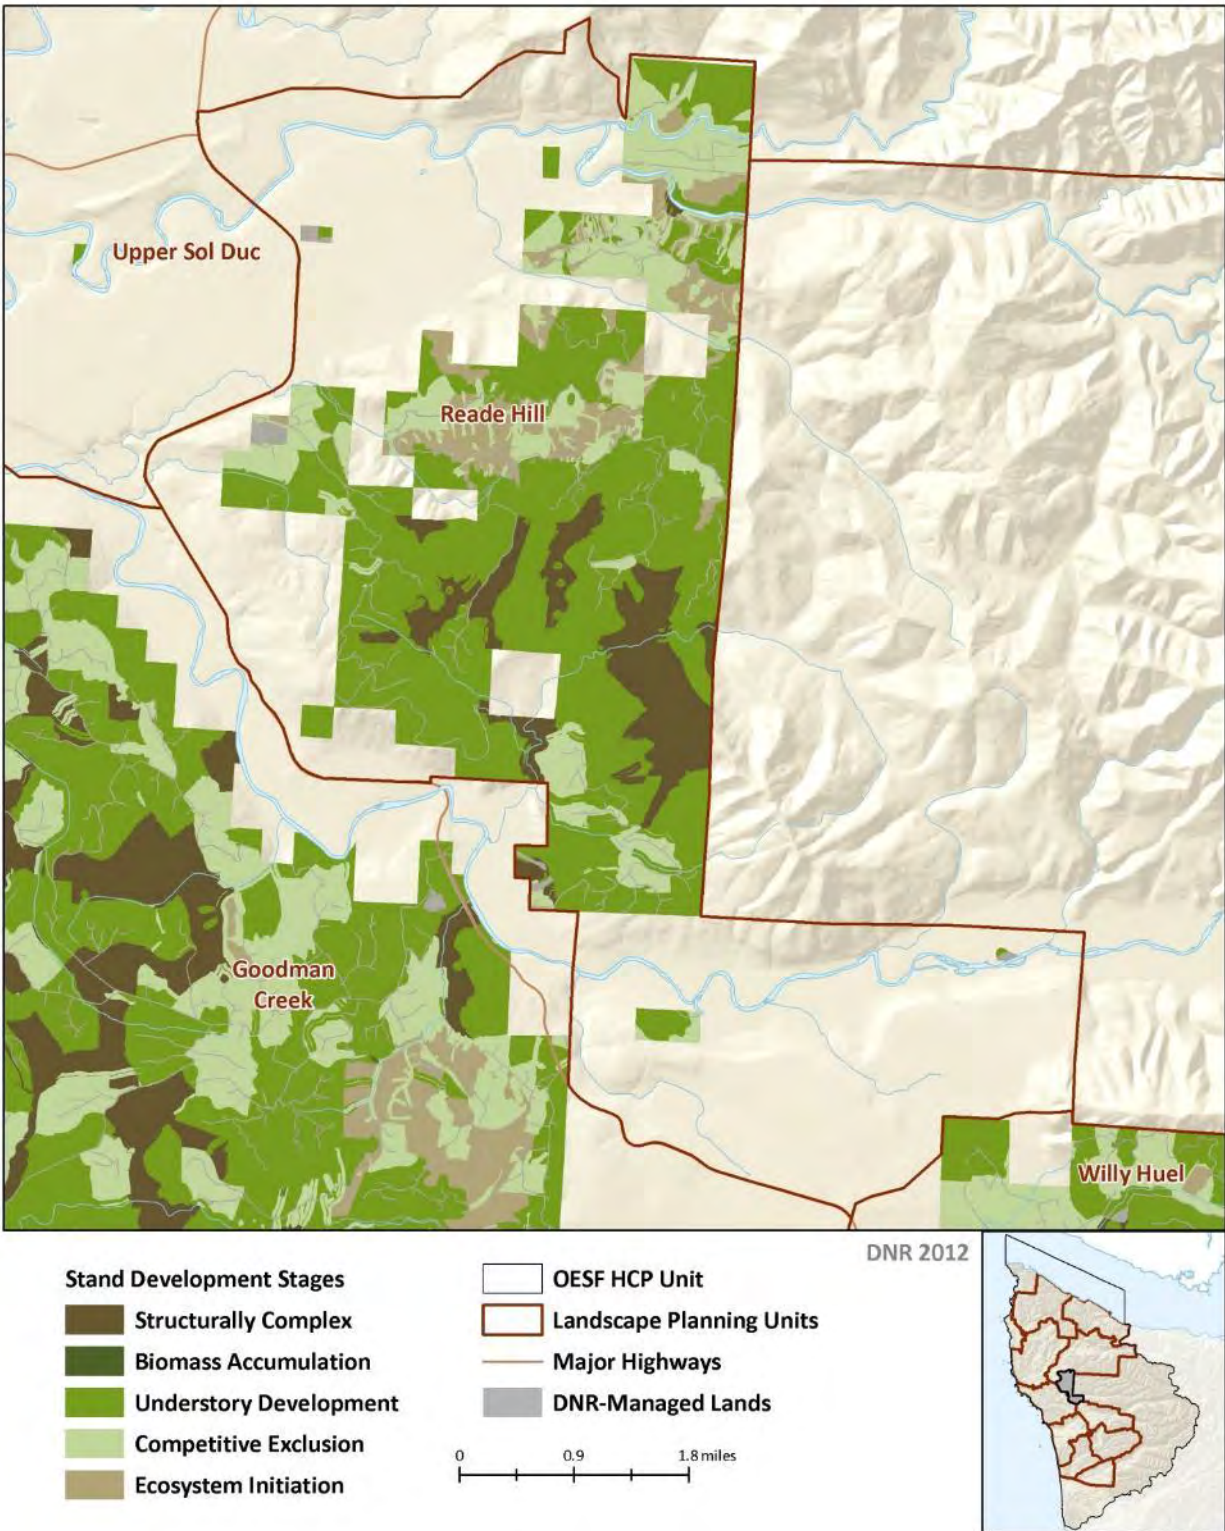 Upper Sol Duc
Reade Hill
Goodman
Creek
Willy Huel
DNR 2012
Stand Development Stages
Structurally Complex
Biomass Accumulation
Understory Development
Competitive Exclusion
Ecosystem Initiation
OESF HCP Unit
Landscape Planning Units
Major Highways
DNR-Managed Lands
0 0.9 1.8 miles